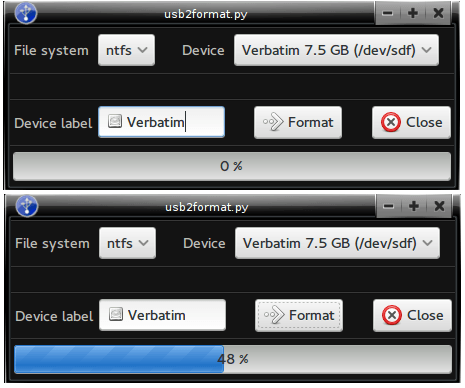 usb2format.py
File system ntfs Device Verbatim 7.5 GB (/dev/sdf)
Device label Verbatim Format Close
0 %
usb2format.py
File system ntfs Device Verbatim 7.5 GB (/dev/sdf)
Device label Verbatim Format Close
48 %